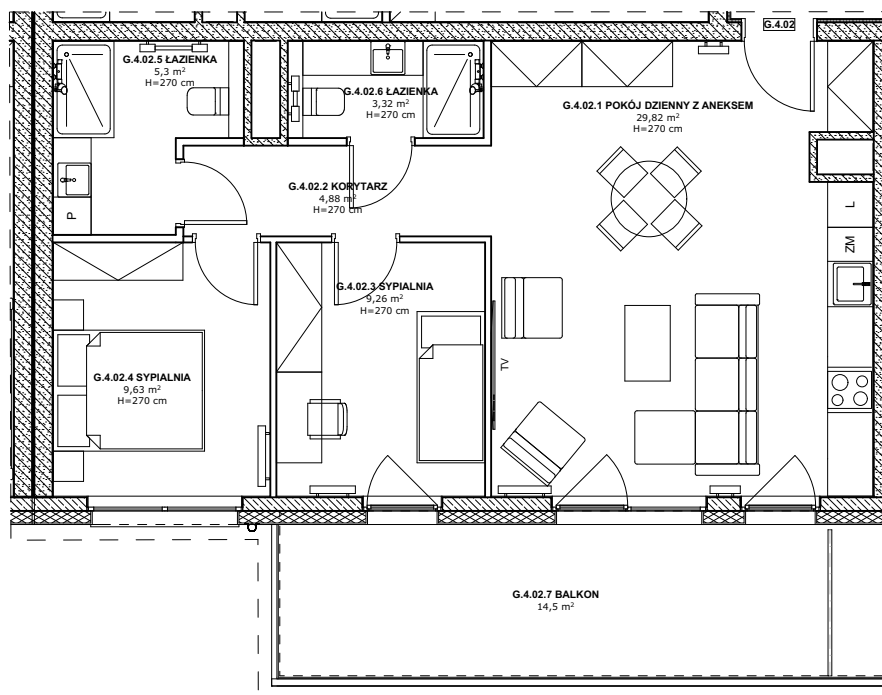 G.4.02
G.4.02.5 ŁAZIENKA
5,3 m²
H=270 cm
G.4.02.6 ŁAZIENKA
3,32 m²
H=270 cm
G.4.02.1 POKÓJ DZIENNY Z ANEKSEM
29,82 m²
H=270 cm
G.4.02.2 KORYTARZ
4,88 m²
H=270 cm
P
L
ZM
G.4.02.3 SYPIALNIA
9,26 m²
H=270 cm
TV
G.4.02.4 SYPIALNIA
9,63 m²
H=270 cm
G.4.02.7 BALKON
14,5 m²